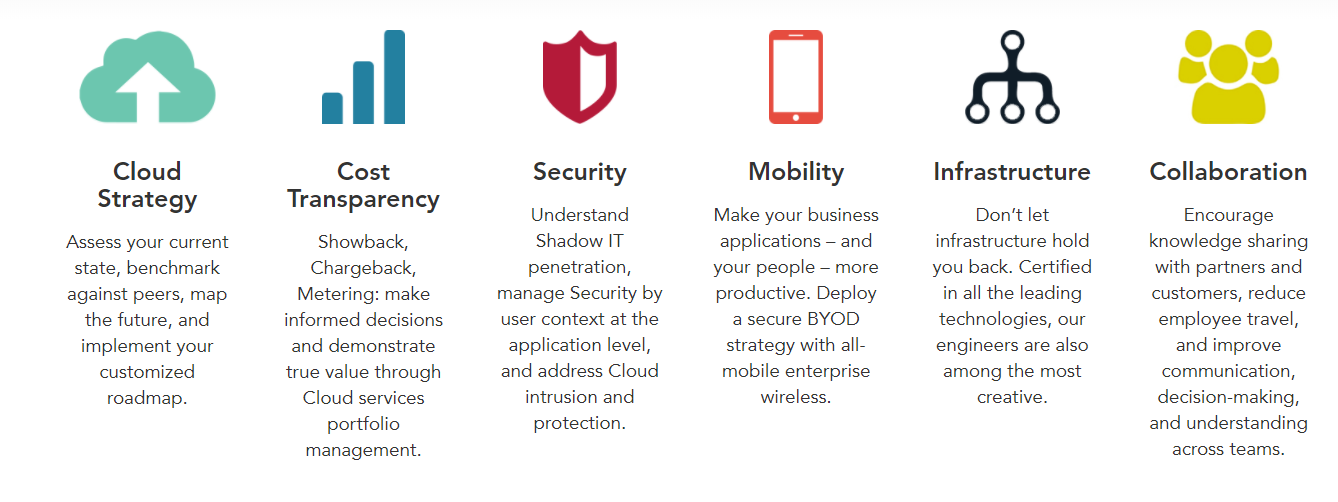 Cloud
Strategy
Assess your current
state, benchmark
against peers, map
the future, and
implement your
customized
roadmap.
Cost
Transparency
Showback,
Chargeback,
Metering: make
informed decisions
and demonstrate
true value through
Cloud services
portfolio
management.
Security
Understand
Shadow IT
penetration,
manage Security by
user context at the
application level,
and address Cloud
intrusion and
protection.
Mobility
Make your business
applications – and
your people – more
productive. Deploy
a secure BYOD
strategy with all-
mobile enterprise
wireless.
Infrastructure
Don’t let
infrastructure hold
you back. Certified
in all the leading
technologies, our
engineers are also
among the most
creative.
Collaboration
Encourage
knowledge sharing
with partners and
customers, reduce
employee travel,
and improve
communication,
decision-making,
and understanding
across teams.